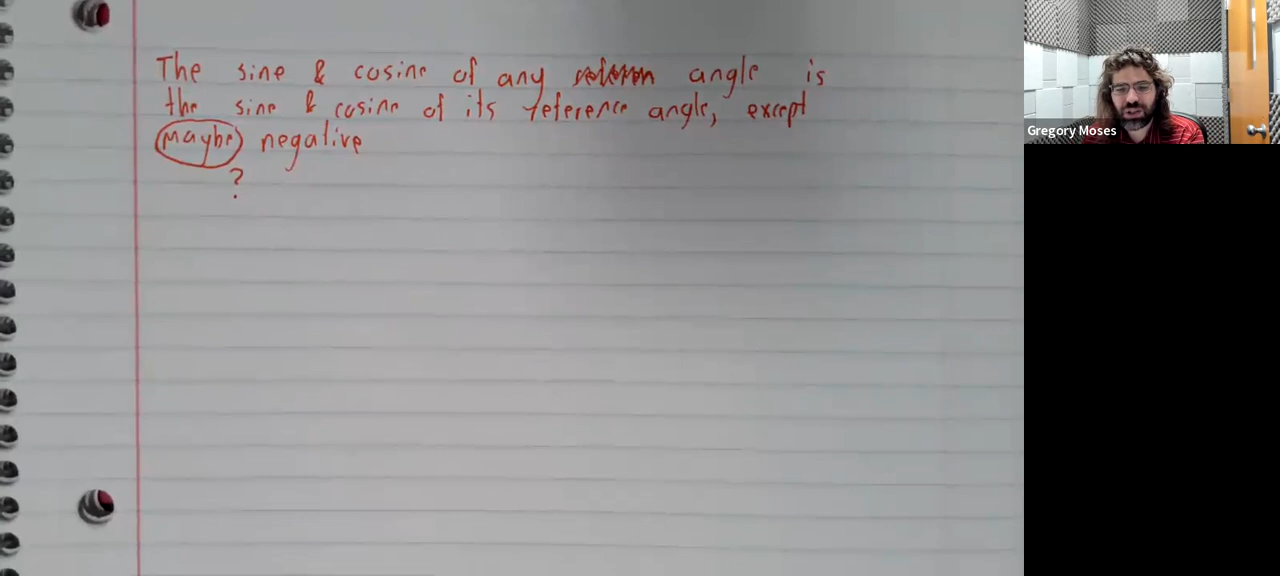 The sine & cosine of any angle is
the sine & cosine of its reference angle, except
maybe negative
?
Gregory Moses